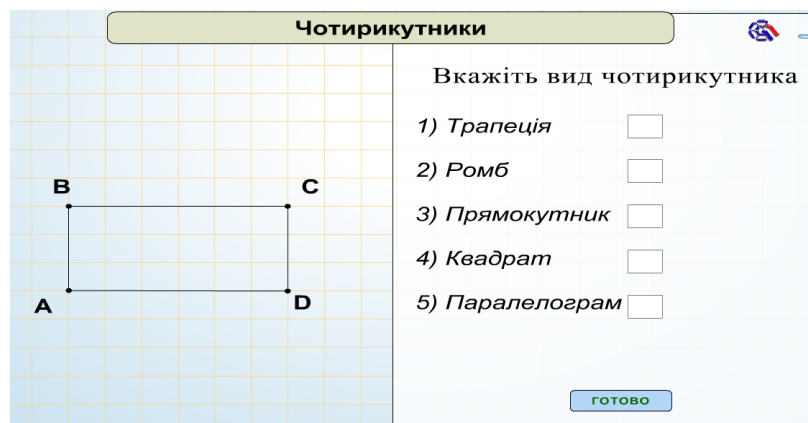 Чотирикутники
Вкажіть вид чотирикутника
1) Трапеція
2) Ромб
3) Прямокутник
4) Квадрат
5) Паралелограм
B
C
A
D
ГОТОВО